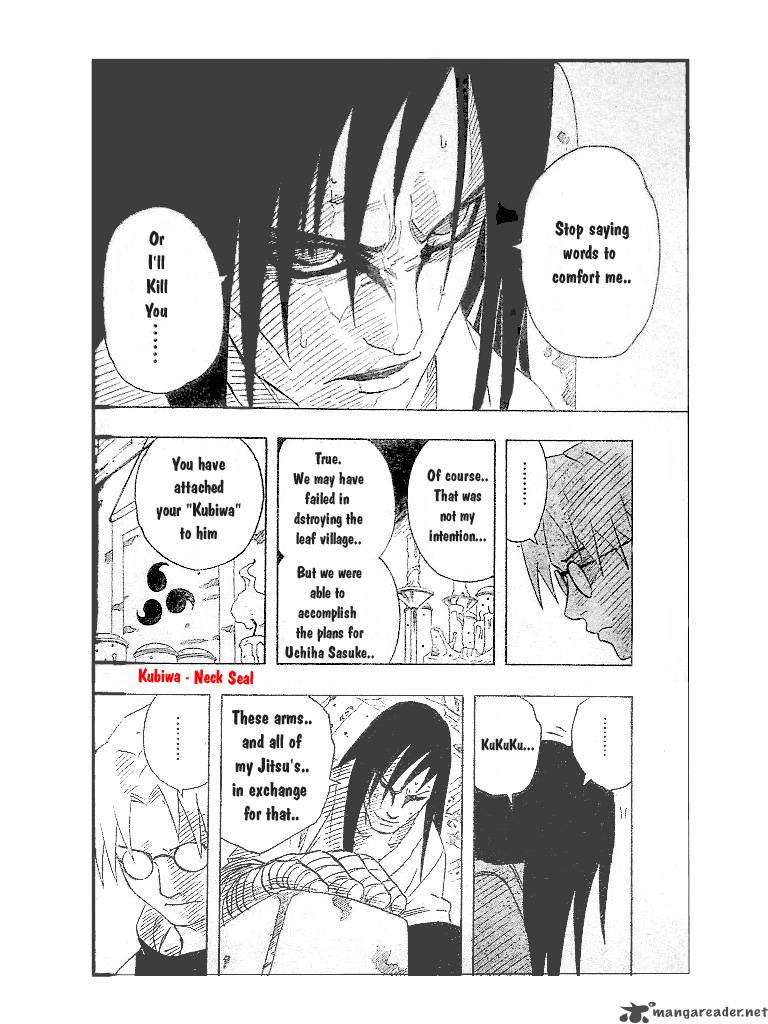 Stop saying
words to
comfort me..
Or
I'll
Kill
You
........
........
Of course..
That was
not my
intention...
True.
We may have
failed in
dstroying the
leaf village..
But we were
able to
accomplish
the plans for
Uchiha Sasuke..
You have
attached
your "Kubiwa"
to him
Kubiwa - Neck Seal
........
KuKuKu...
These arms..
and all of
my Jitsu's..
in exchange
for that..
........
mangareader.net